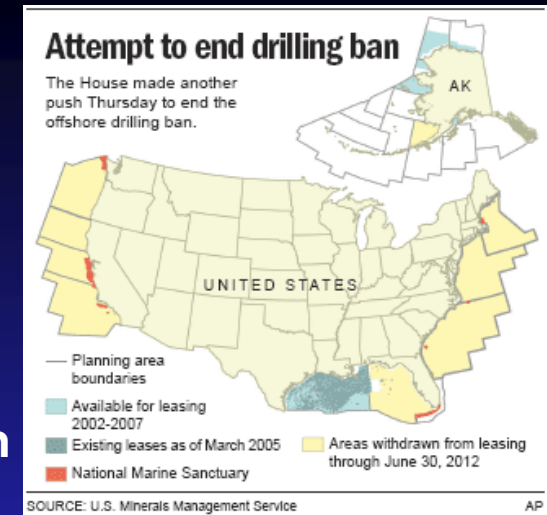 Attempt to end drilling ban
The House made another
push Thursday to end the
offshore drilling ban.
AK
UNITED STATES
Planning area
boundaries
Available for leasing
2002-2007
Existing leases as of March 2005
National Marine Sanctuary
Areas withdrawn from leasing
through June 30, 2012
n
SOURCE: U.S. Minerals Management Service
AP